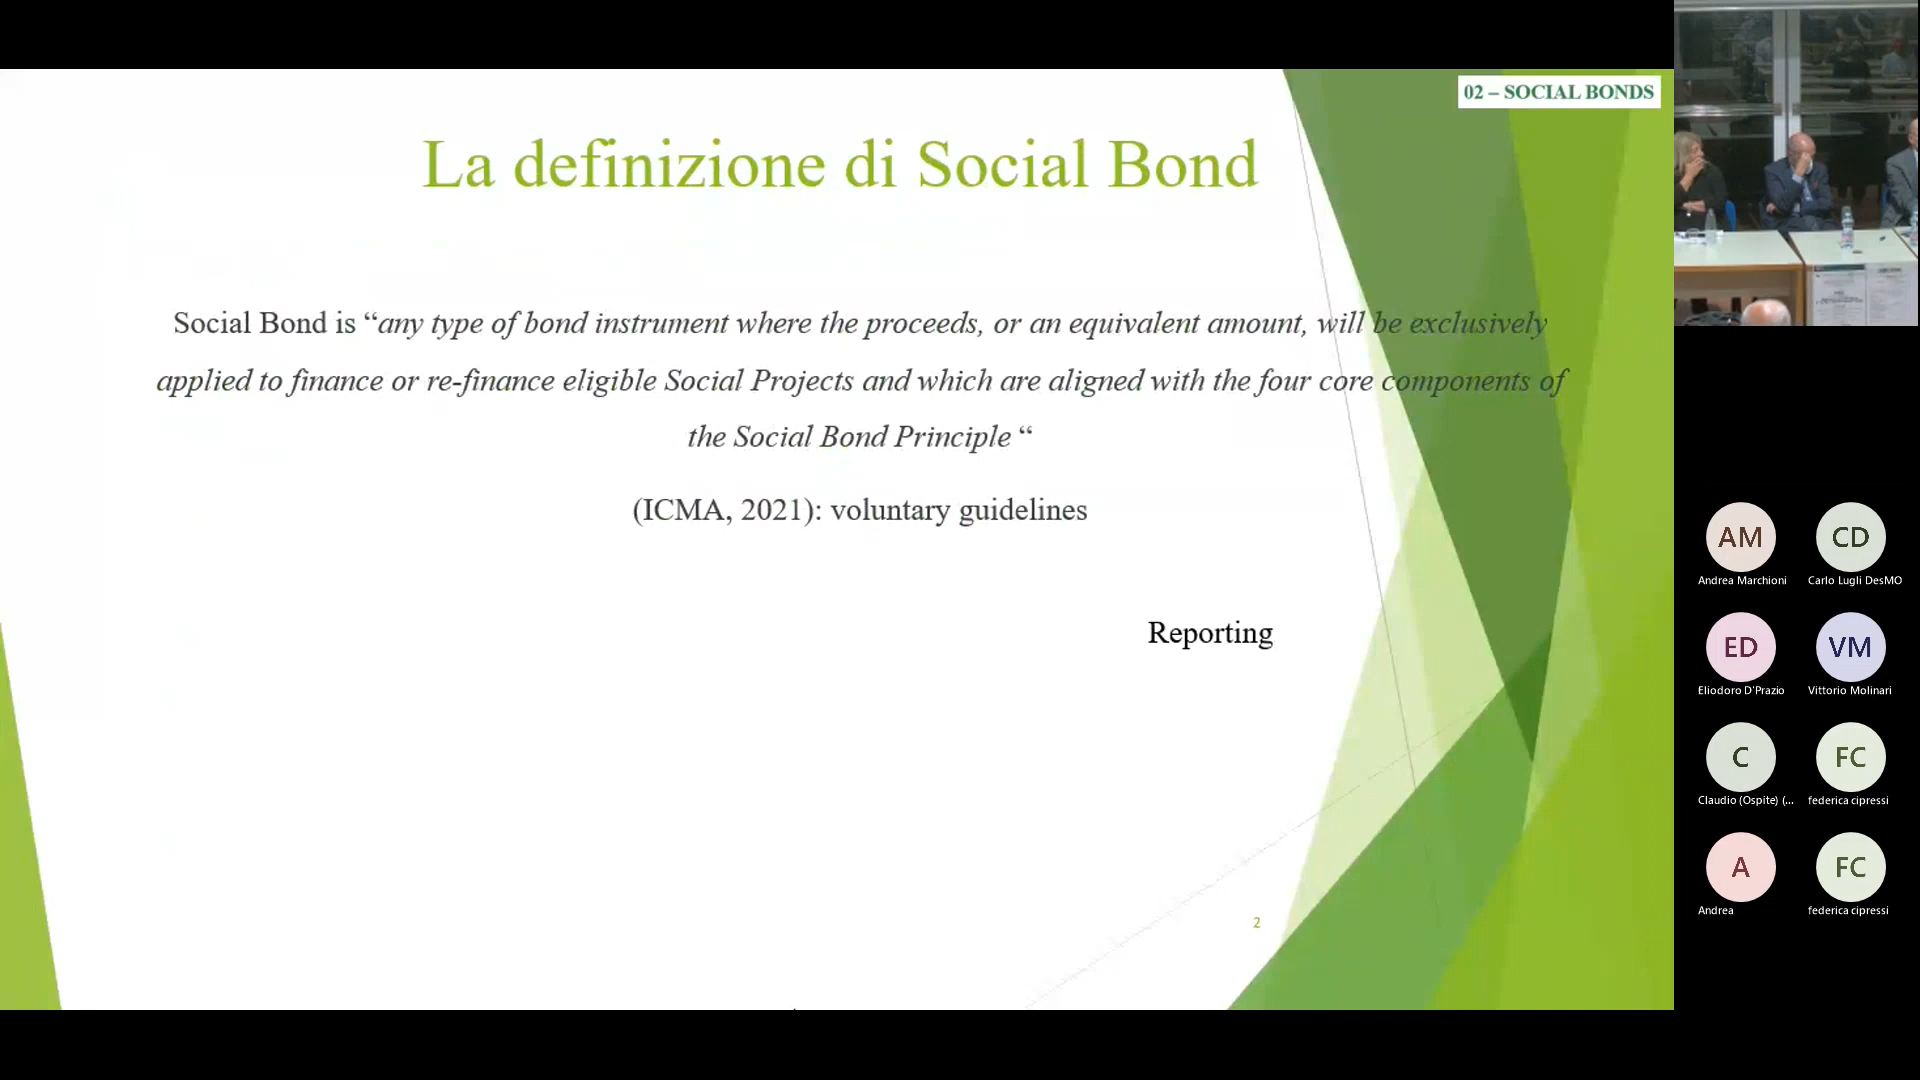 02 – SOCIAL BONDS
La definizione di Social Bond
Social Bond is “any type of bond instrument where the proceeds, or an equivalent amount, will be exclusively
applied to finance or re-finance eligible Social Projects and which are aligned with the four core components of
the Social Bond Principle “
(ICMA, 2021): voluntary guidelines
Reporting
2
AM
Andrea Marchioni
CD
Carlo Lugli DesMO
ED
Eliodoro D'Prazio
VM
Vittorio Molinari
C
Claudio (Ospite) (...
FC
federica cipressi
A
Andrea
FC
federica cipressi